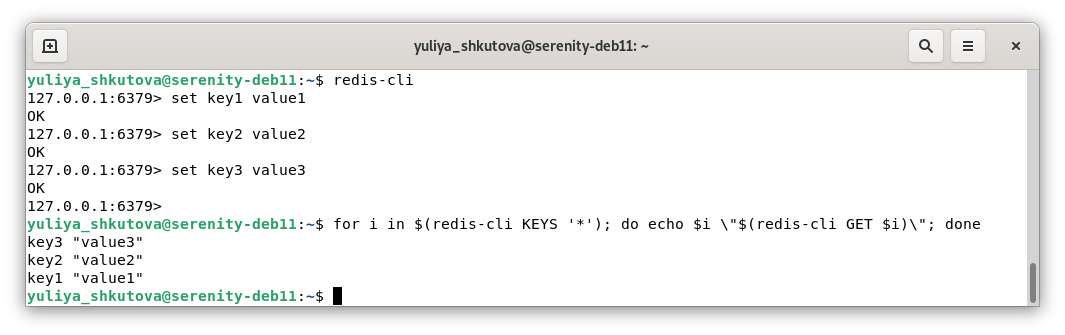 yuliya_shkutova@serenity-deb11: ~
yuliya_shkutova@serenity-deb11:~$ redis-cli
127.0.0.1:6379> set key1 value1
OK
127.0.0.1:6379> set key2 value2
OK
127.0.0.1:6379> set key3 value3
OK
127.0.0.1:6379>
yuliya_shkutova@serenity-deb11:~$ for i in $(redis-cli KEYS '*'); do echo $i \"$(redis-cli GET $i)\"; done
key3 "value3"
key2 "value2"
key1 "value1"
yuliya_shkutova@serenity-deb11:~$